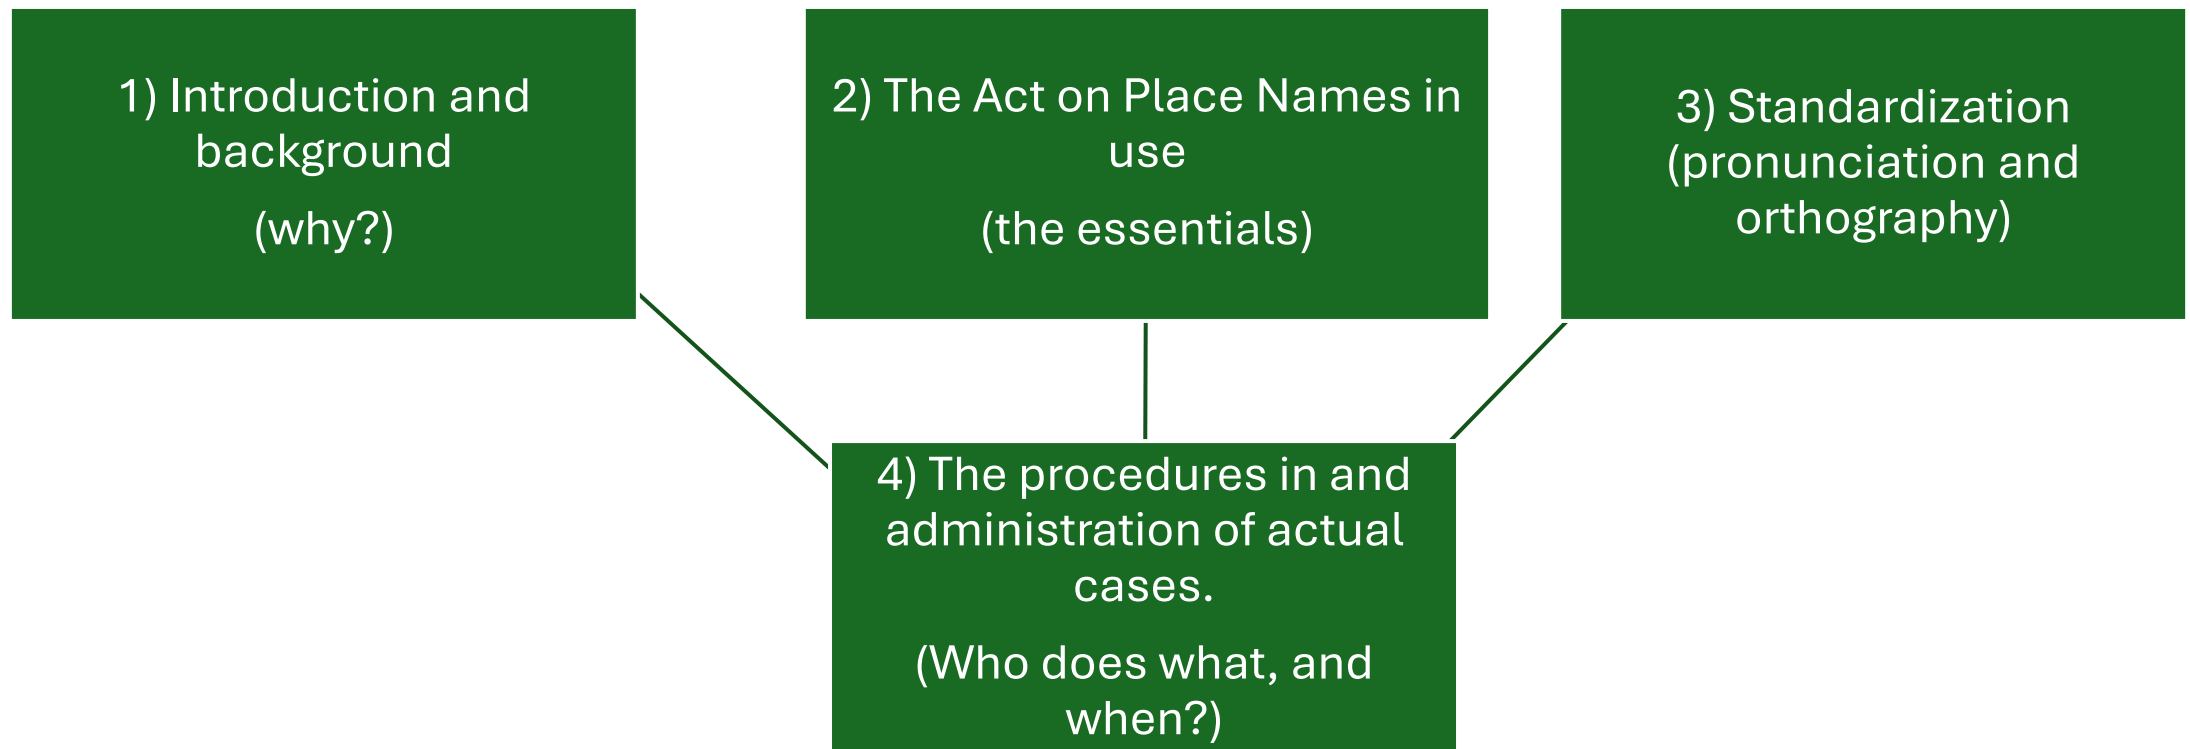 1) Introduction and
background
(why?)
2) The Act on Place Names in
use
(the essentials)
3) Standardization
(pronunciation and
orthography)
4) The procedures in and
administration of actual
cases.
(Who does what, and
when?)